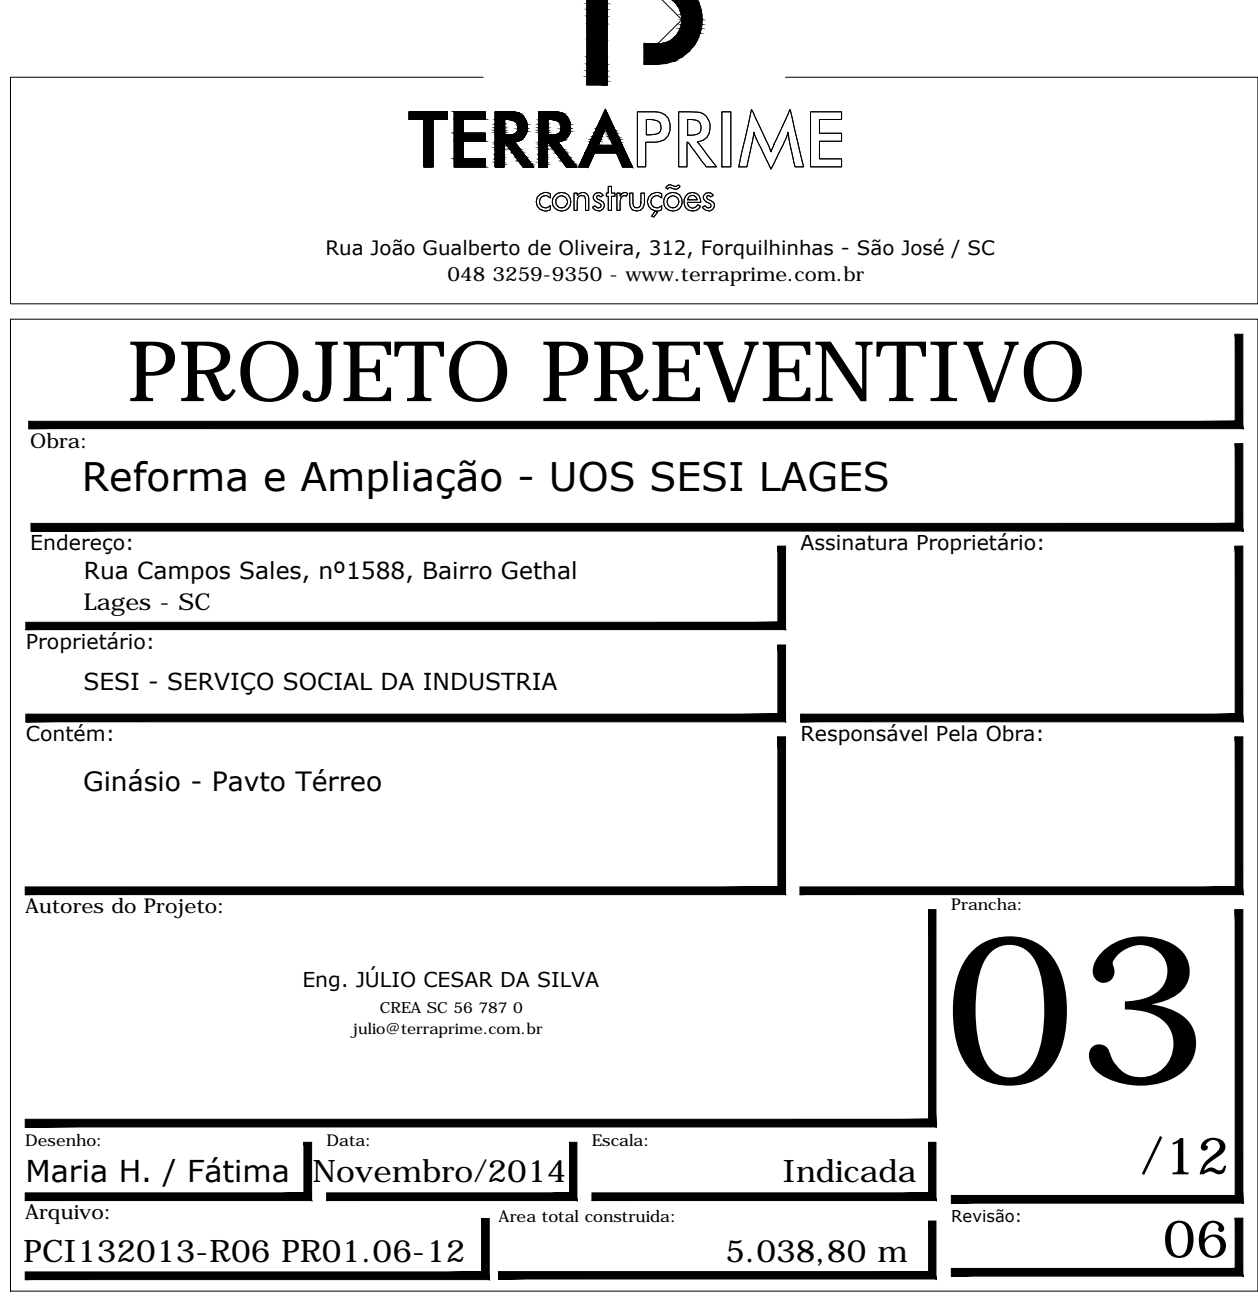 TERRAPRIME
construções
Rua João Gualberto de Oliveira, 312, Forquilhinhas - São José / SC
048 3259-9350 - www.terraprime.com.br
PROJETO PREVENTIVO
Obra:
Reforma e Ampliação - UOS SESI LAGES
Endereço:
Rua Campos Sales, nº1588, Bairro Gethal
Lages - SC
Assinatura Proprietário:
Proprietário:
SESI - SERVIÇO SOCIAL DA INDUSTRIA
Contém:
Ginásio - Pavto Térreo
Responsável Pela Obra:
Autores do Projeto:
Eng. JÚLIO CESAR DA SILVA
CREA SC 56 787 0
julio@terraprime.com.br
Prancha:
03
/12
Desenho:
Maria H. / Fátima
Data:
Novembro/2014
Escala:
Indicada
Arquivo:
PCI132013-R06 PR01.06-12
Area total construida:
5.038,80 m
Revisão:
06